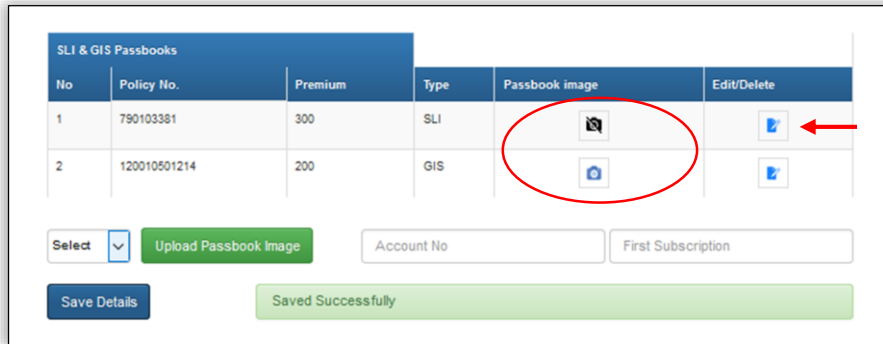 SLI & GIS Passbooks
No Policy No. Premium Type Passbook image Edit/Delete
1 790103381 300 SLI
2 120010501214 200 GIS
Select Upload Passbook Image Account No First Subscription
Save Details Saved Successfully